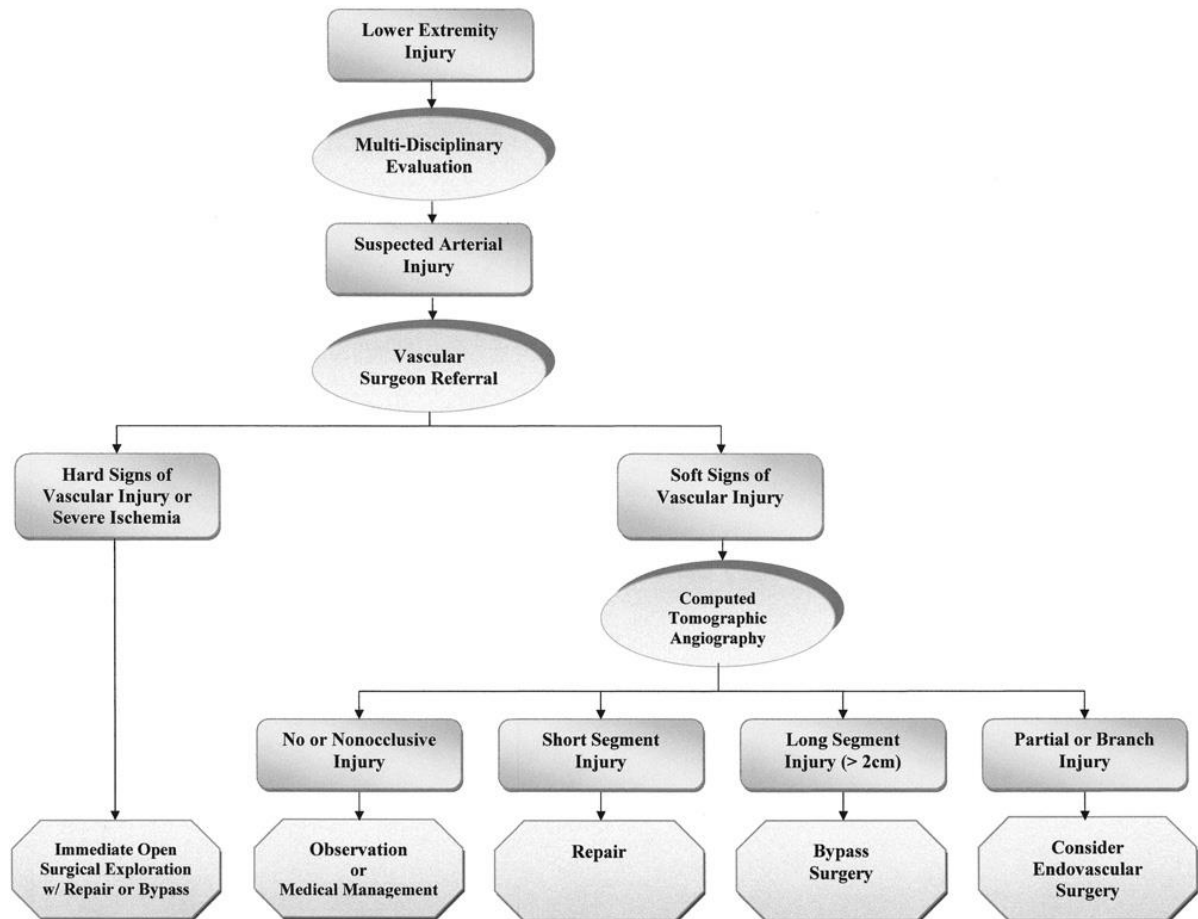 Lower Extremity
Injury
Multi-Disciplinary
Evaluation
Suspected Arterial
Injury
Vascular
Surgeon Referral
Hard Signs of
Vascular Injury or
Severe Ischemia
Soft Signs of
Vascular Injury
Computed
Tomographic
Angiography
No or Nonocclusive
Injury
Short Segment
Injury
Long Segment
Injury (> 2cm)
Partial or Branch
Injury
Immediate Open
Surgical Exploration
w/ Repair or Bypass
Observation
or
Medical Management
Repair
Bypass
Surgery
Consider
Endovascular
Surgery